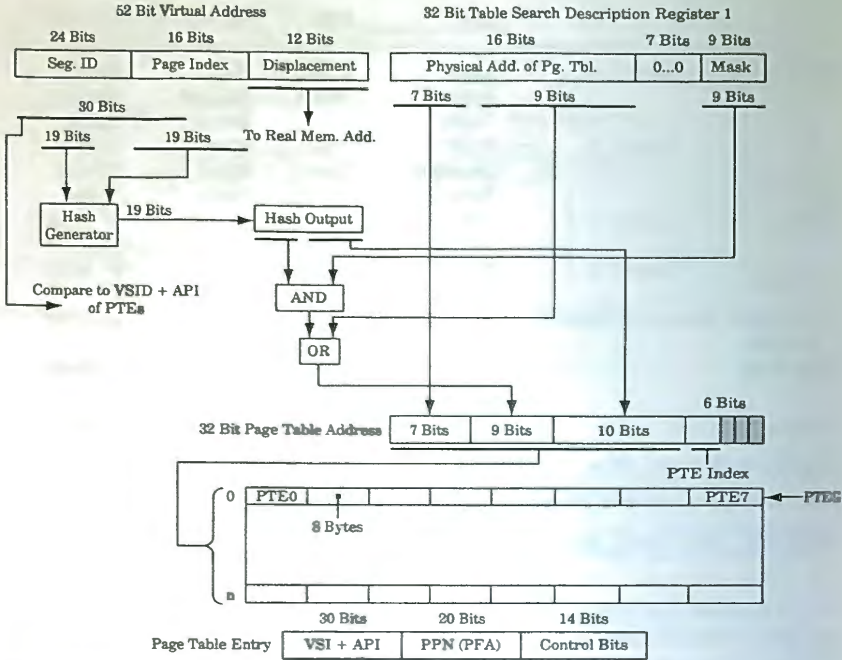 52 Bit Virtual Address
32 Bit Table Search Description Register 1
24 Bits
16 Bits
12 Bits
16 Bits
7 Bits
9 Bits
Seg. ID
Page Index
Displacement
Physical Add. of Pg. Tbl.
0...0
Mask
30 Bits
7 Bits
9 Bits
9 Bits
19 Bits
19 Bits
To Real Mem. Add.
Hash
Generator
19 Bits
Hash Output
Compare to VSID + API
of PTEs
AND
OR
6 Bits
32 Bit Page Table Address
7 Bits
9 Bits
10 Bits
PTE Index
0
PTE0
PTE7
PTEG
8 Bytes
n
30 Bits
20 Bits
14 Bits
Page Table Entry
VSI + API
PPN (PFA)
Control Bits